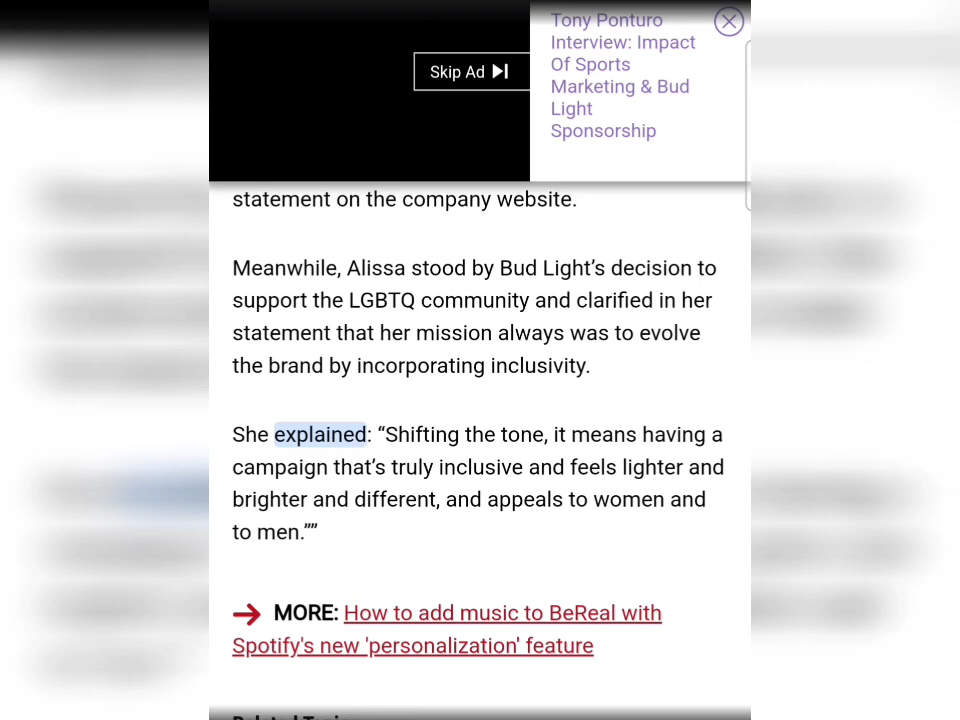 Tony Ponturo
Interview: Impact
Of Sports
Marketing & Bud
Light
Sponsorship
Skip Ad
statement on the company website.
Meanwhile, Alissa stood by Bud Light’s decision to
support the LGBTQ community and clarified in her
statement that her mission always was to evolve
the brand by incorporating inclusivity.
She explained: “Shifting the tone, it means having a
campaign that’s truly inclusive and feels lighter and
brighter and different, and appeals to women and
to men.””
MORE: How to add music to BeReal with
Spotify's new 'personalization' feature